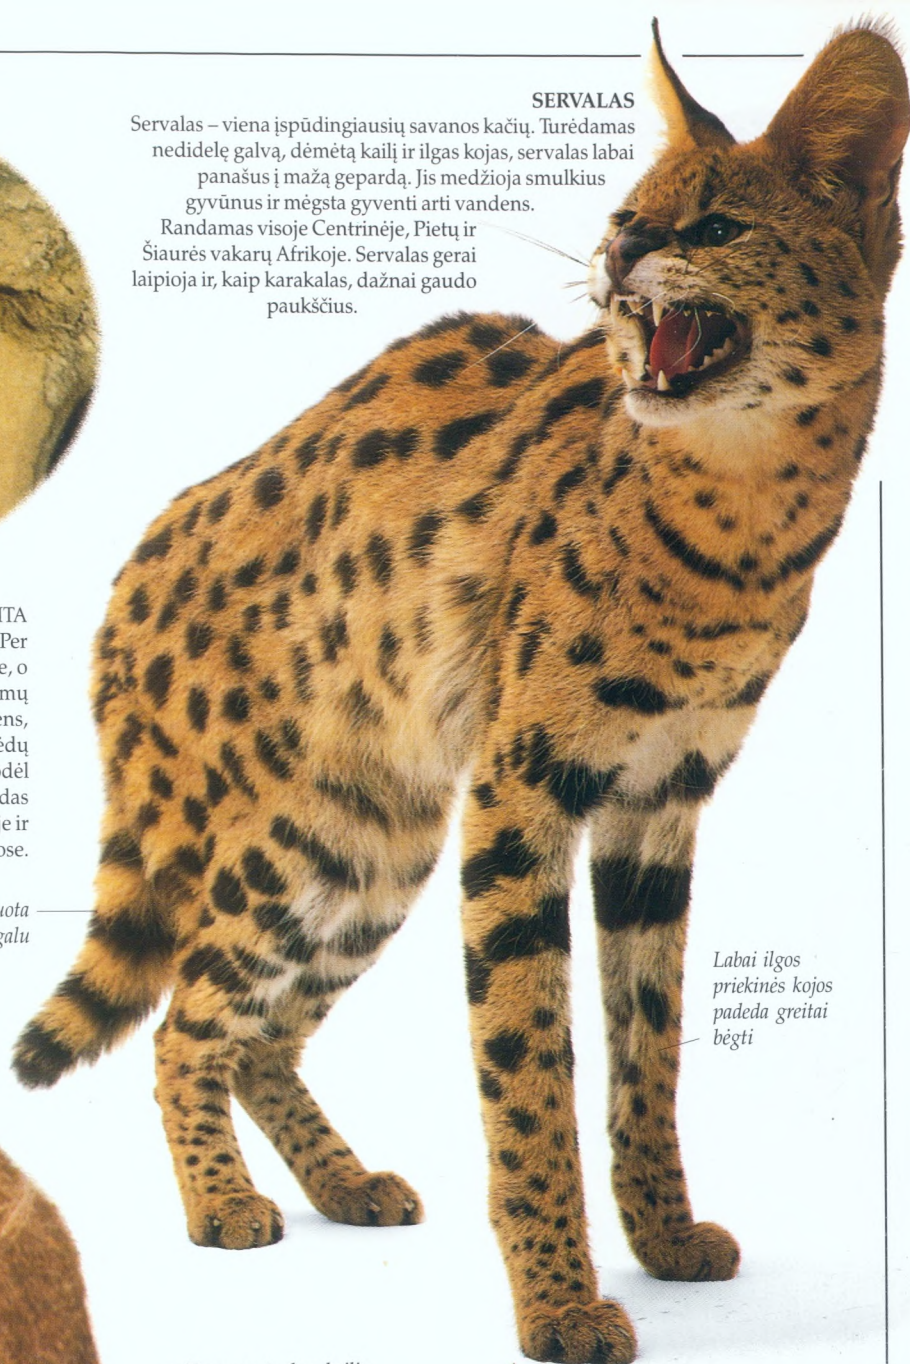 SERVALAS
Servalas – viena įspūdingiausių savanos kačių. Turėdamas
nedidelę galvą, dėmėtą kailį ir ilgas kojas, servalas labai
panašus į mažą gepardą. Jis medžioja smulkius
gyvūnus ir mėgsta gyventi arti vandens.
Randamas visoje Centrinėje, Pietų ir
Šiaurės vakarų Afrikoje. Servalas gerai
laipioja ir, kaip karakalas, dažnai gaudo
paukščius.
ITA
Per
e, o
mų
ens,
ėdų
odėl
das
e ir
ose.
uota
galu
Labai ilgos
priekinės kojos
padeda greitai
bėgti